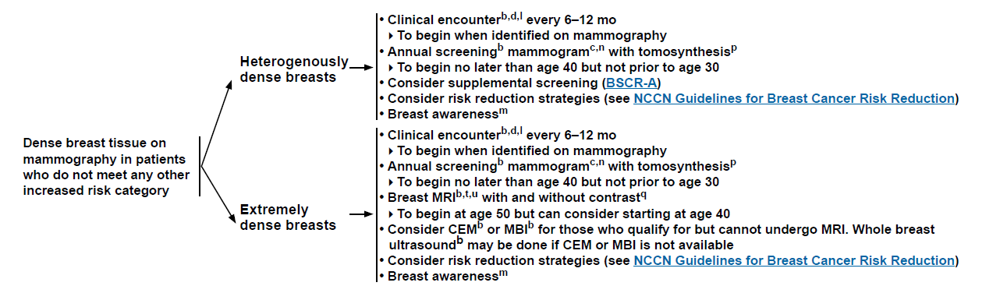 Dense breast tissue on
mammography in patients
who do not meet any other
increased risk category
Heterogenously
dense breasts
• Clinical encounterb,d,l every 6–12 mo
▸ To begin when identified on mammography
• Annual screeningb mammogramc,n with tomosynthesisp
▸ To begin no later than age 40 but not prior to age 30
• Consider supplemental screening (BSCR-A)
• Consider risk reduction strategies (see NCCN Guidelines for Breast Cancer Risk Reduction)
• Breast awarenessm
Extremely
dense breasts
• Clinical encounterb,d,l every 6–12 mo
▸ To begin when identified on mammography
• Annual screeningb mammogramc,n with tomosynthesisp
▸ To begin no later than age 40 but not prior to age 30
• Breast MRIb,t,u with and without contrastq
▸ To begin at age 50 but can consider starting at age 40
• Consider CEMb or MBIb for those who qualify for but cannot undergo MRI. Whole breast
ultrasoundb may be done if CEM or MBI is not available
• Consider risk reduction strategies (see NCCN Guidelines for Breast Cancer Risk Reduction)
• Breast awarenessm